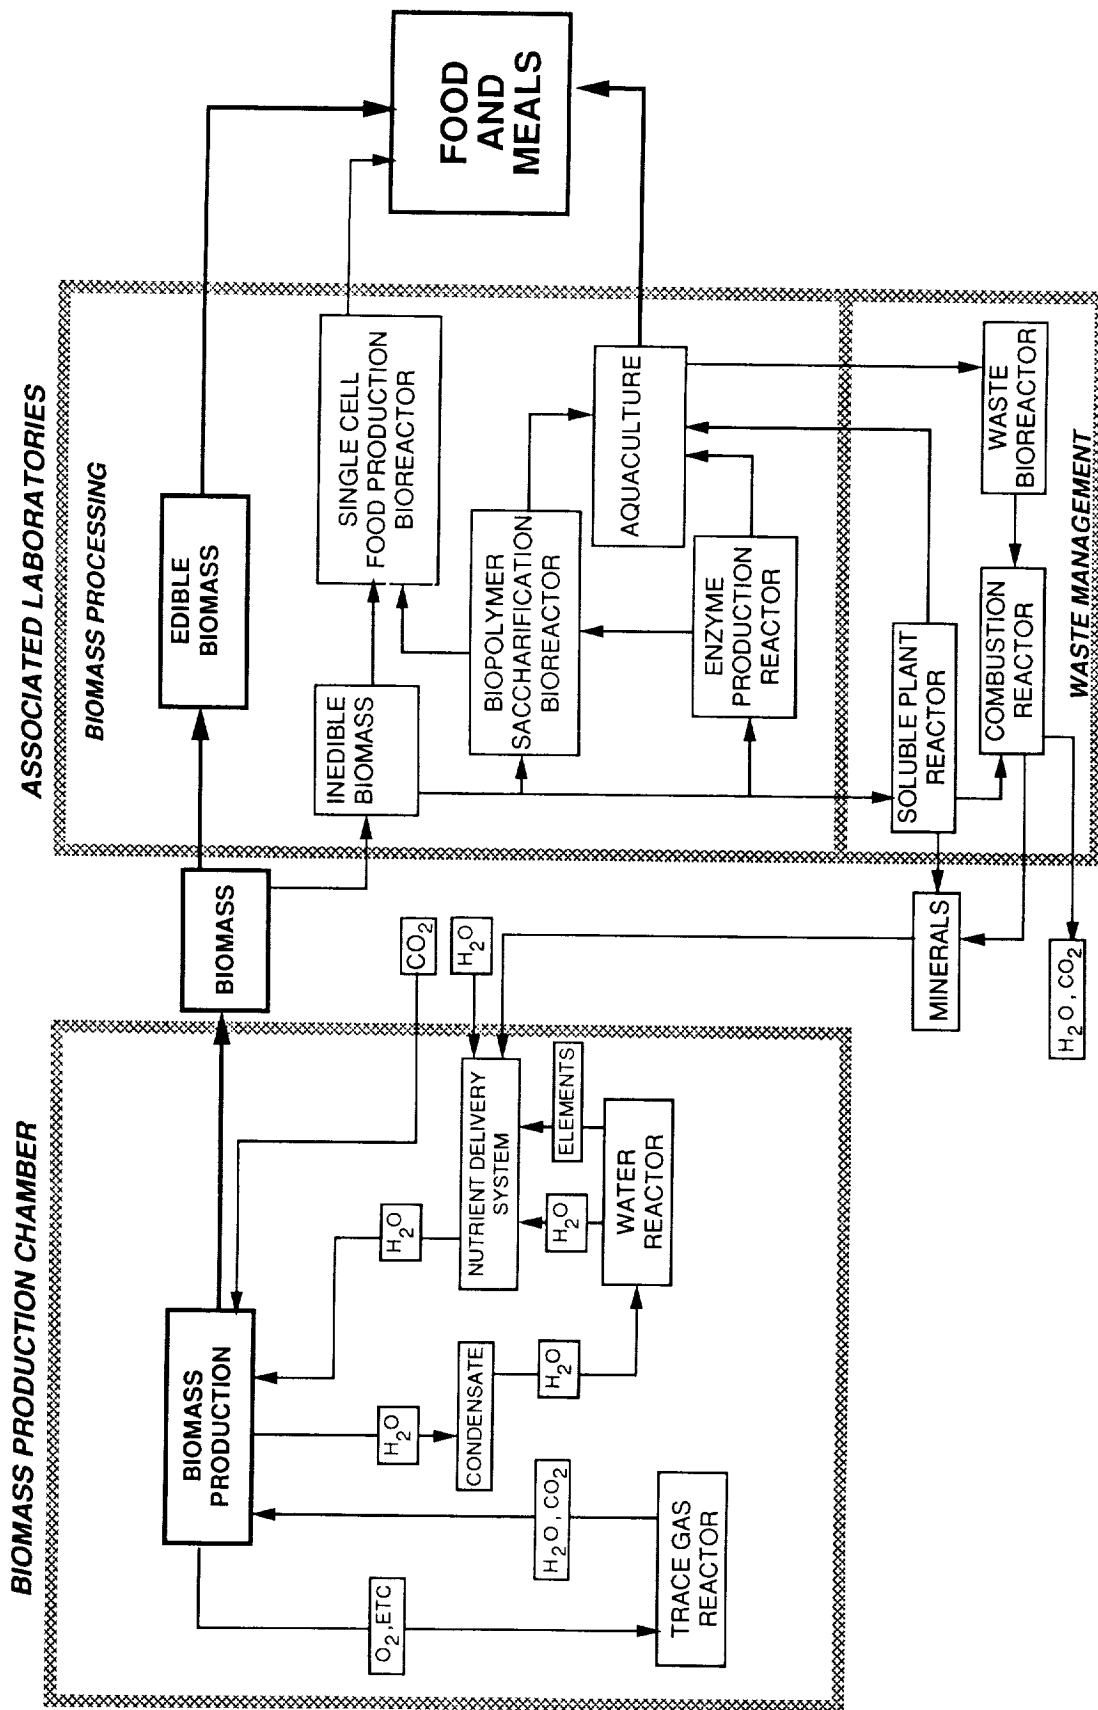 BIOMASS PRODUCTION CHAMBER
ASSOCIATED LABORATORIES
BIOMASS PROCESSING
BIOMASS
PRODUCTION
BIOMASS
EDIBLE
BIOMASS
FOOD
AND
MEALS
O2,ETC
H2O, CO2
TRACE GAS
REACTOR
H2O
CONDENSATE
H2O
H2O
NUTRIENT DELIVERY
SYSTEM
H2O
ELEMENTS
WATER
REACTOR
CO2
H2O
INEDIBLE
BIOMASS
SINGLE CELL
FOOD PRODUCTION
BIOREACTOR
BIOPOLYMER
SACCHARIFICATION
BIOREACTOR
AQUACULTURE
ENZYME
PRODUCTION
REACTOR
SOLUBLE PLANT
REACTOR
COMBUSTION
REACTOR
WASTE
BIOREACTOR
WASTE MANAGEMENT
MINERALS
H2O, CO2